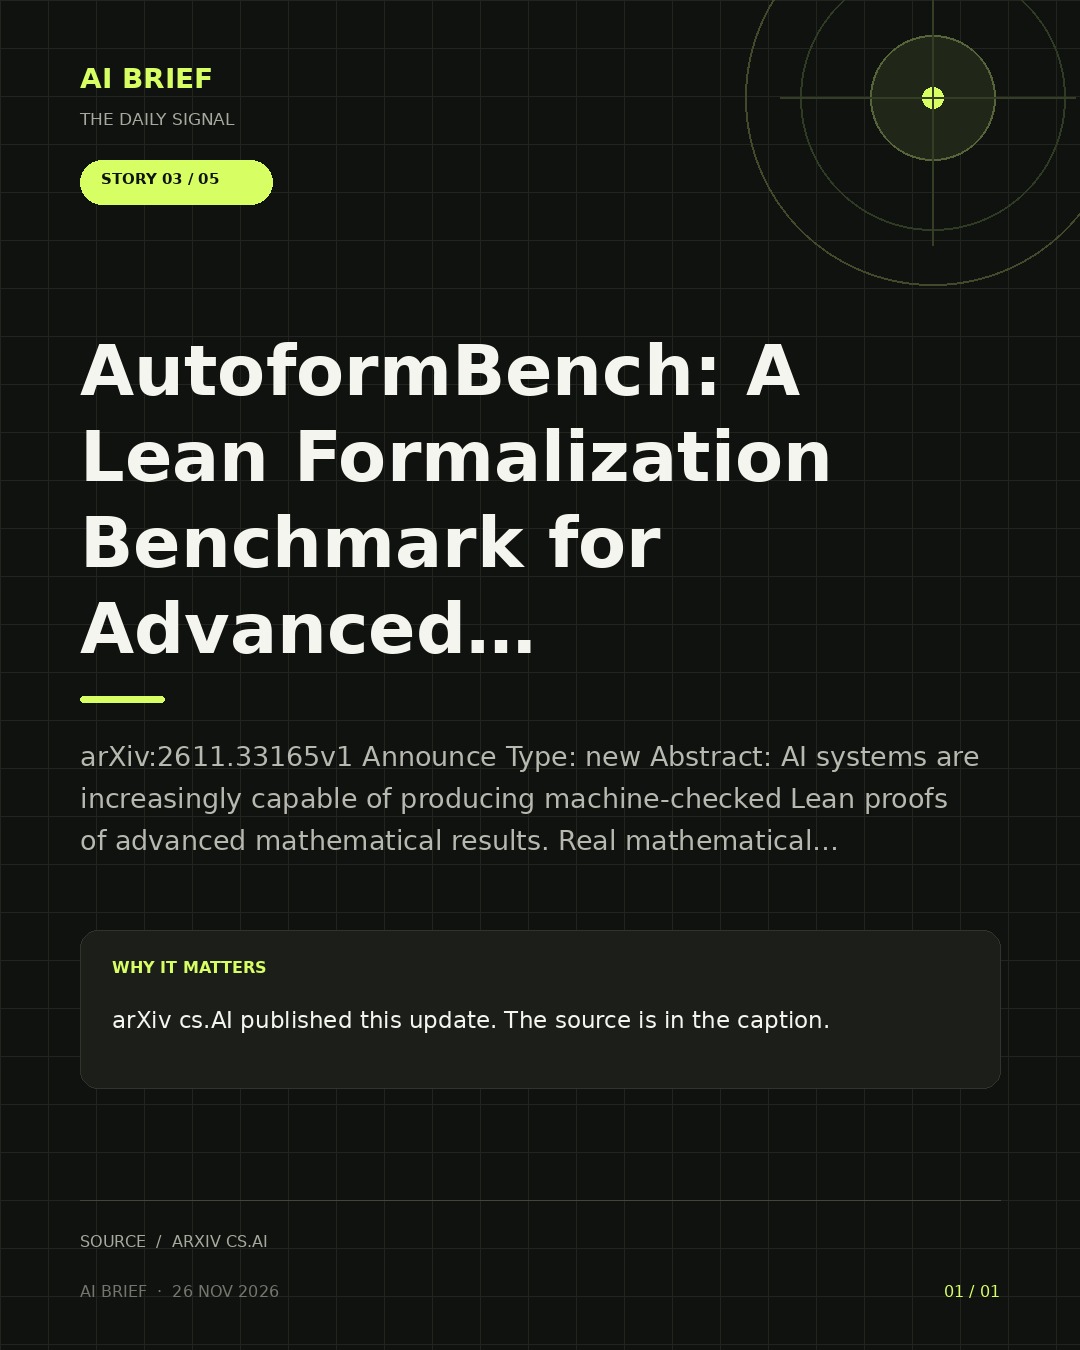 AI BRIEF
THE DAILY SIGNAL
STORY 03 / 05
AutoformBench: A
Lean Formalization
Benchmark for
Advanced…
arXiv:2611.33165v1 Announce Type: new Abstract: AI systems are
increasingly capable of producing machine-checked Lean proofs
of advanced mathematical results. Real mathematical…
WHY IT MATTERS
arXiv cs.AI published this update. The source is in the caption.
SOURCE / ARXIV CS.AI
AI BRIEF · 26 NOV 2026
01 / 01